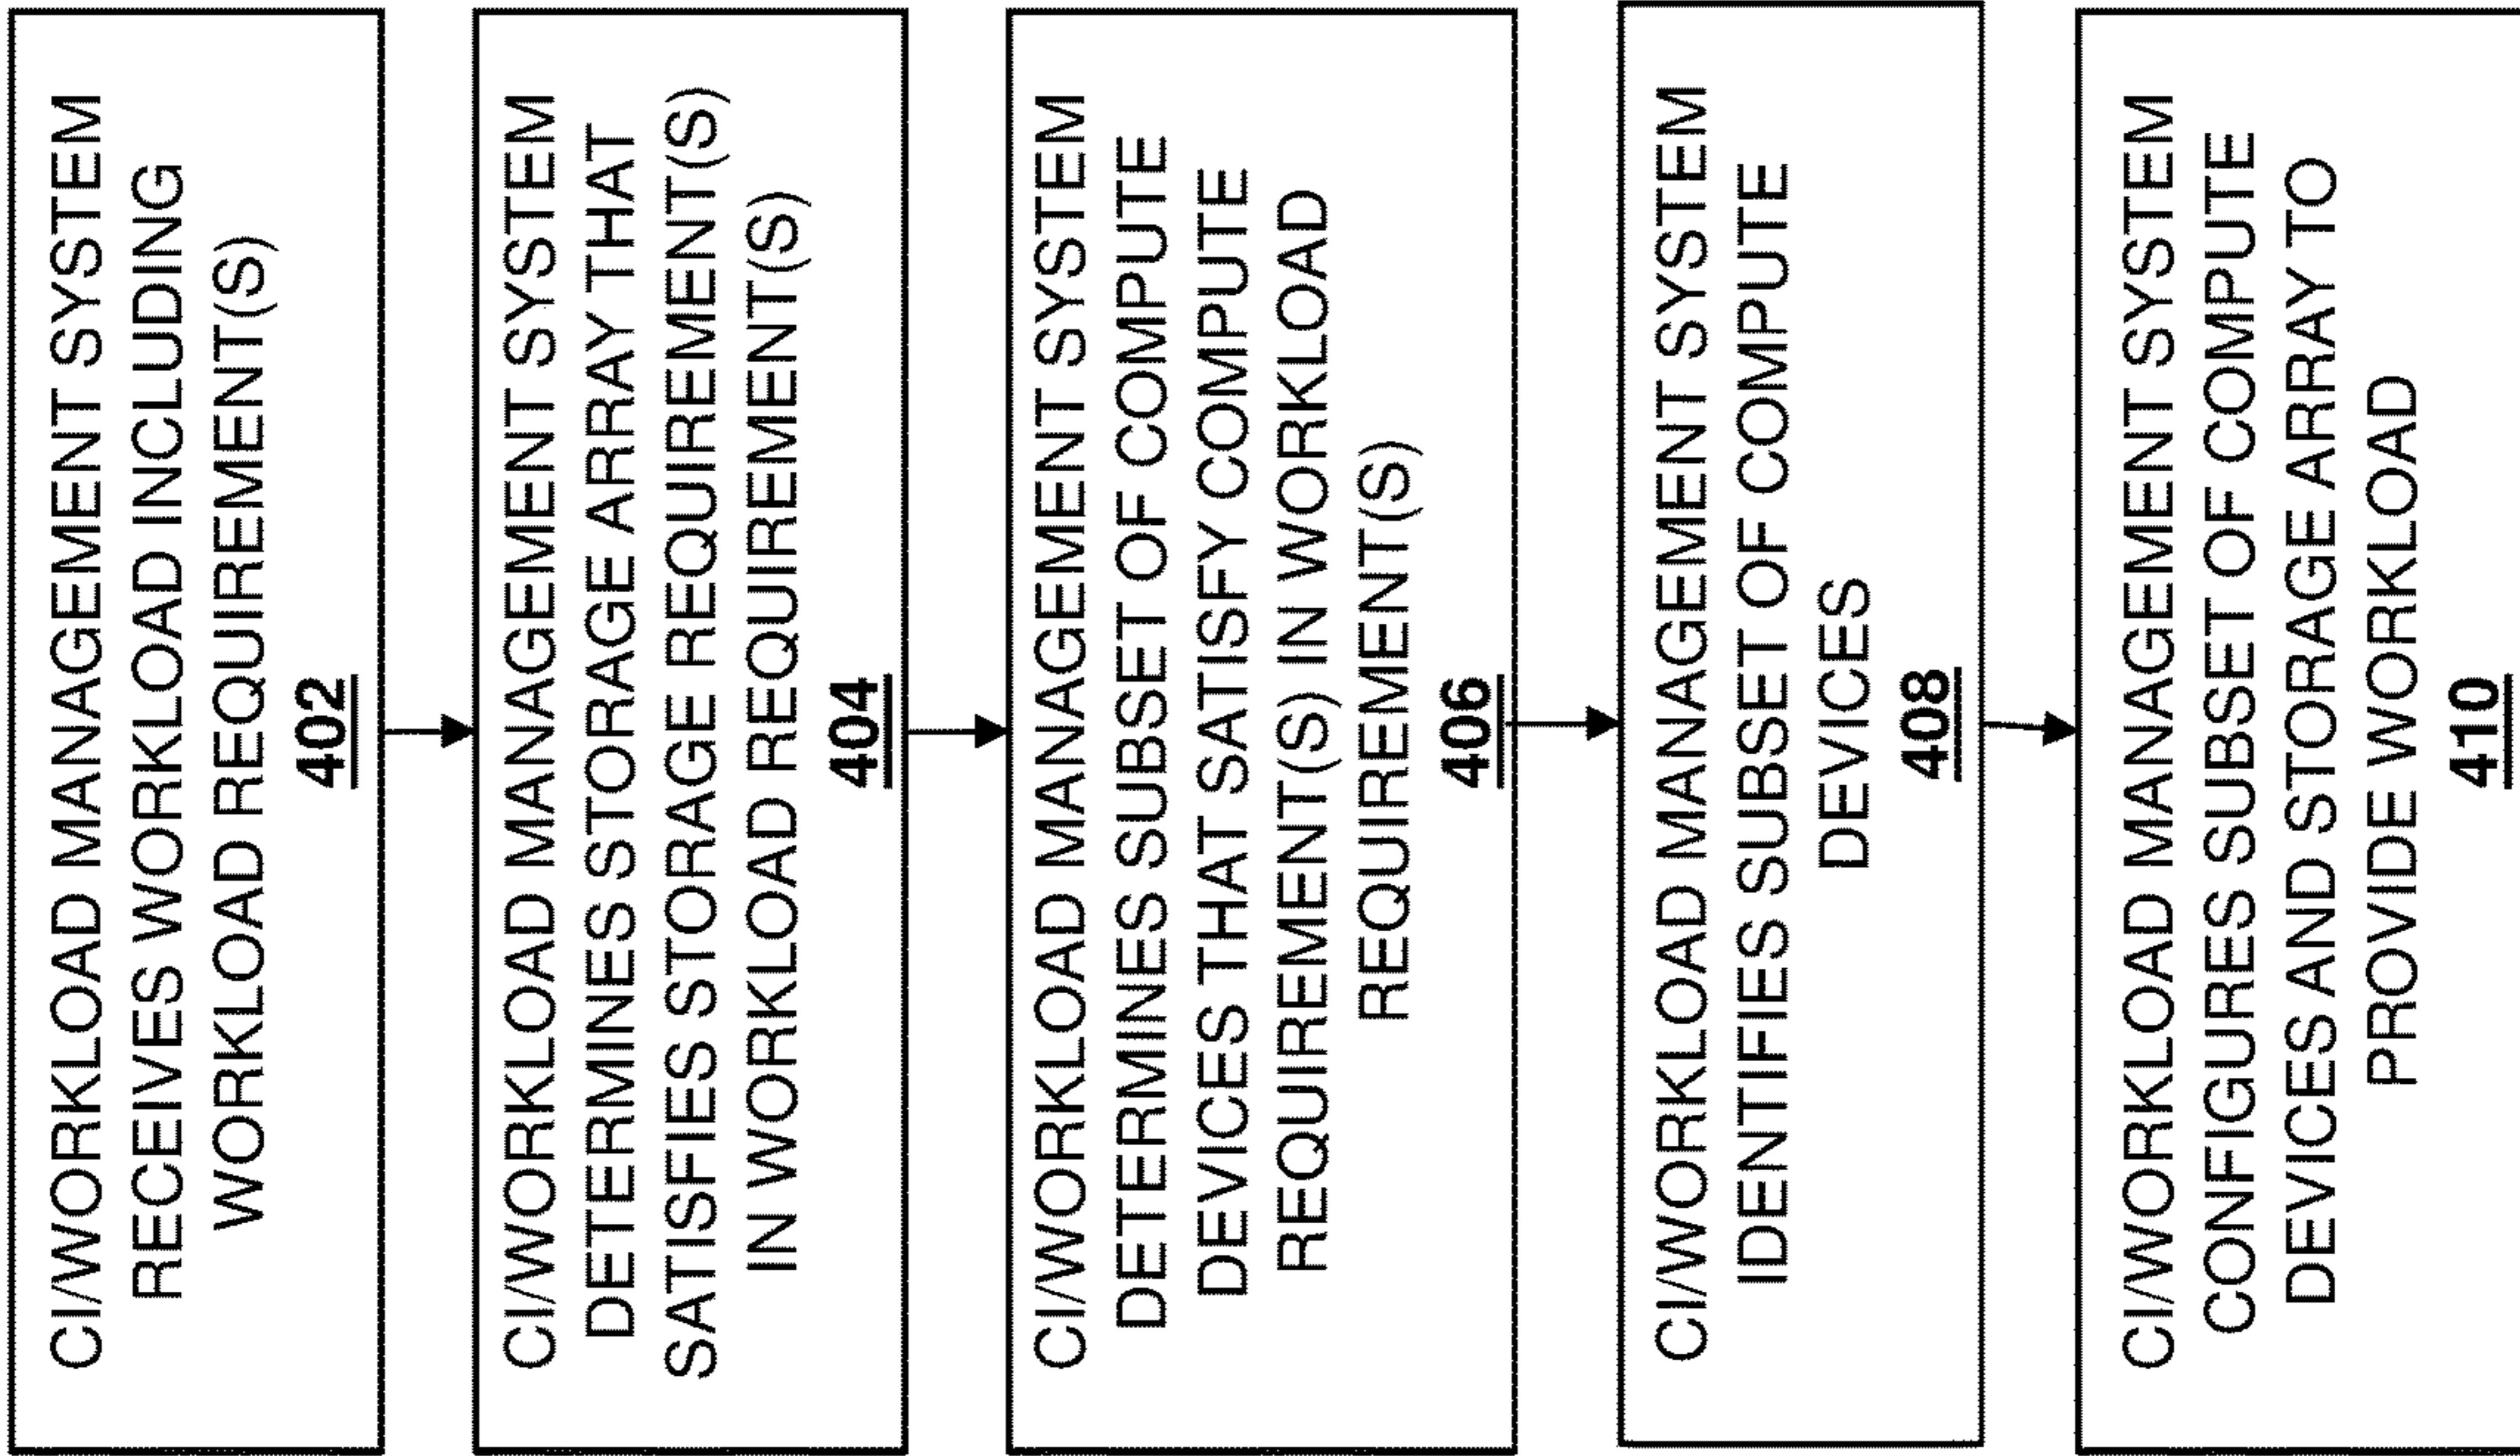 CI/WORKLOAD MANAGEMENT SYSTEM
RECEIVES WORKLOAD INCLUDING
WORKLOAD REQUIREMENT(S)
402
CI/WORKLOAD MANAGEMENT SYSTEM
DETERMINES STORAGE ARRAY THAT
SATISFIES STORAGE REQUIREMENT(S)
IN WORKLOAD REQUIREMENT(S)
404
CI/WORKLOAD MANAGEMENT SYSTEM
DETERMINES SUBSET OF COMPUTE
DEVICES THAT SATISFY COMPUTE
REQUIREMENT(S) IN WORKLOAD
REQUIREMENT(S)
406
CI/WORKLOAD MANAGEMENT SYSTEM
IDENTIFIES SUBSET OF COMPUTE
DEVICES
408
CI/WORKLOAD MANAGEMENT SYSTEM
CONFIGURES SUBSET OF COMPUTE
DEVICES AND STORAGE ARRAY TO
PROVIDE WORKLOAD
410